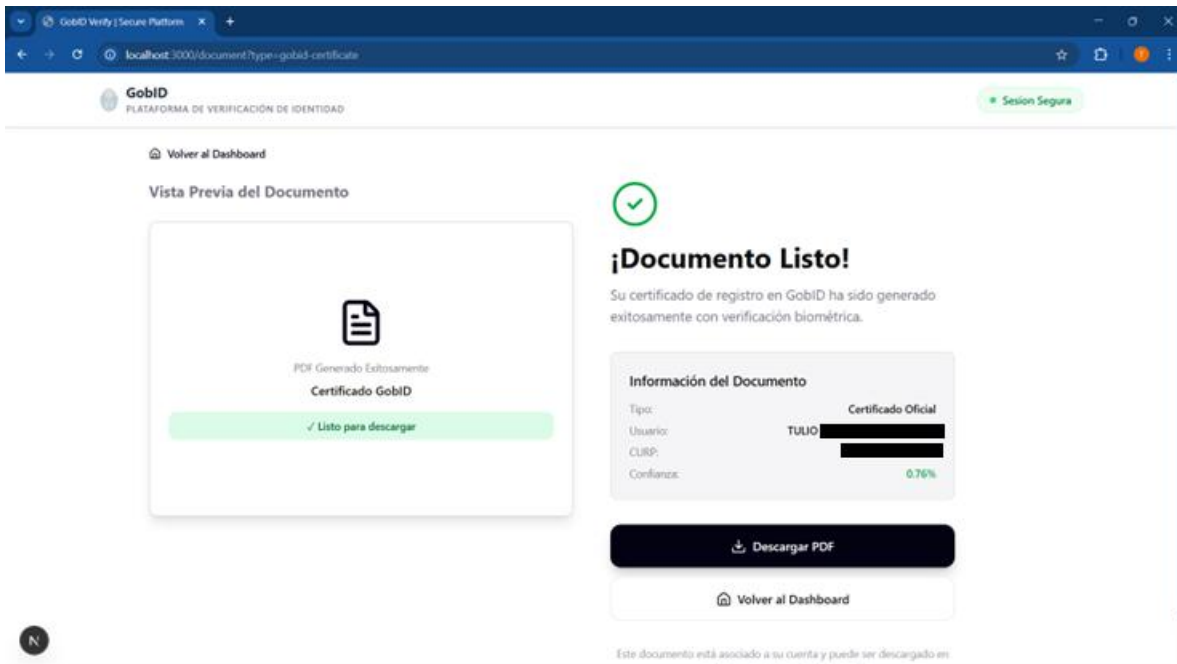 GobID Verify | Secure Platform
localhost:3000/document?type=gobid-certificate
GobID
PLATAFORMA DE VERIFICACIÓN DE IDENTIDAD
Sesion Segura
Volver al Dashboard
Vista Previa del Documento
PDF Generado Exitosamente
Certificado GobID
✓ Listo para descargar
¡Documento Listo!
Su certificado de registro en GobID ha sido generado
exitosamente con verificación biométrica.
Información del Documento
Tipo: Certificado Oficial
Usuario: TULIO
CURP:
Confianza: 0.76%
Descargar PDF
Volver al Dashboard
Este documento está asociado a su cuenta y puede ser descargado en
N